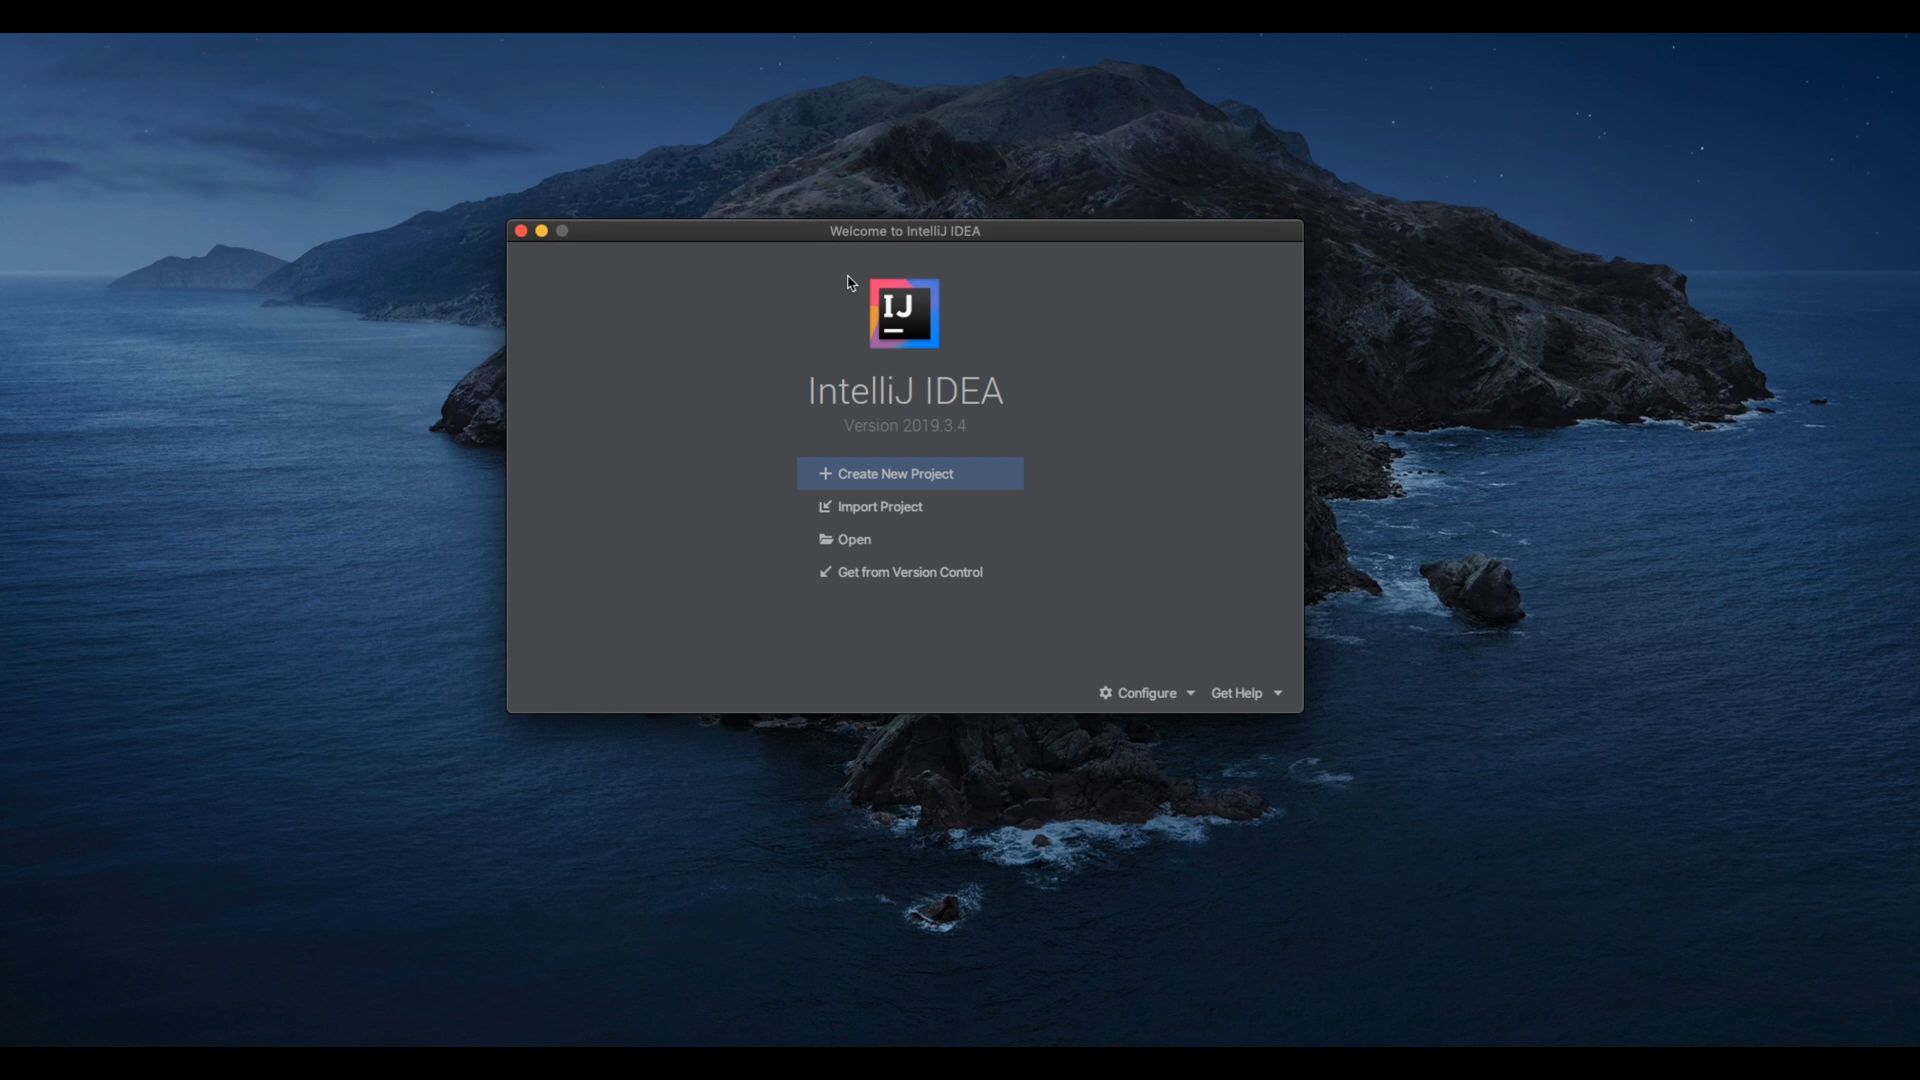 Welcome to IntelliJ IDEA
IJ
IntelliJ IDEA
Version 2019.3.4
Create New Project
Import Project
Open
Get from Version Control
Configure Get Help